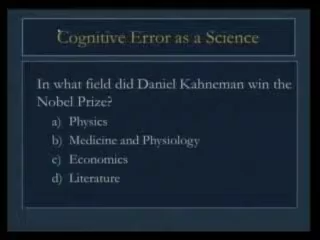 Cognitive Error as a Science
In what field did Daniel Kahneman win the
Nobel Prize?
a) Physics
b) Medicine and Physiology
c) Economics
d) Literature